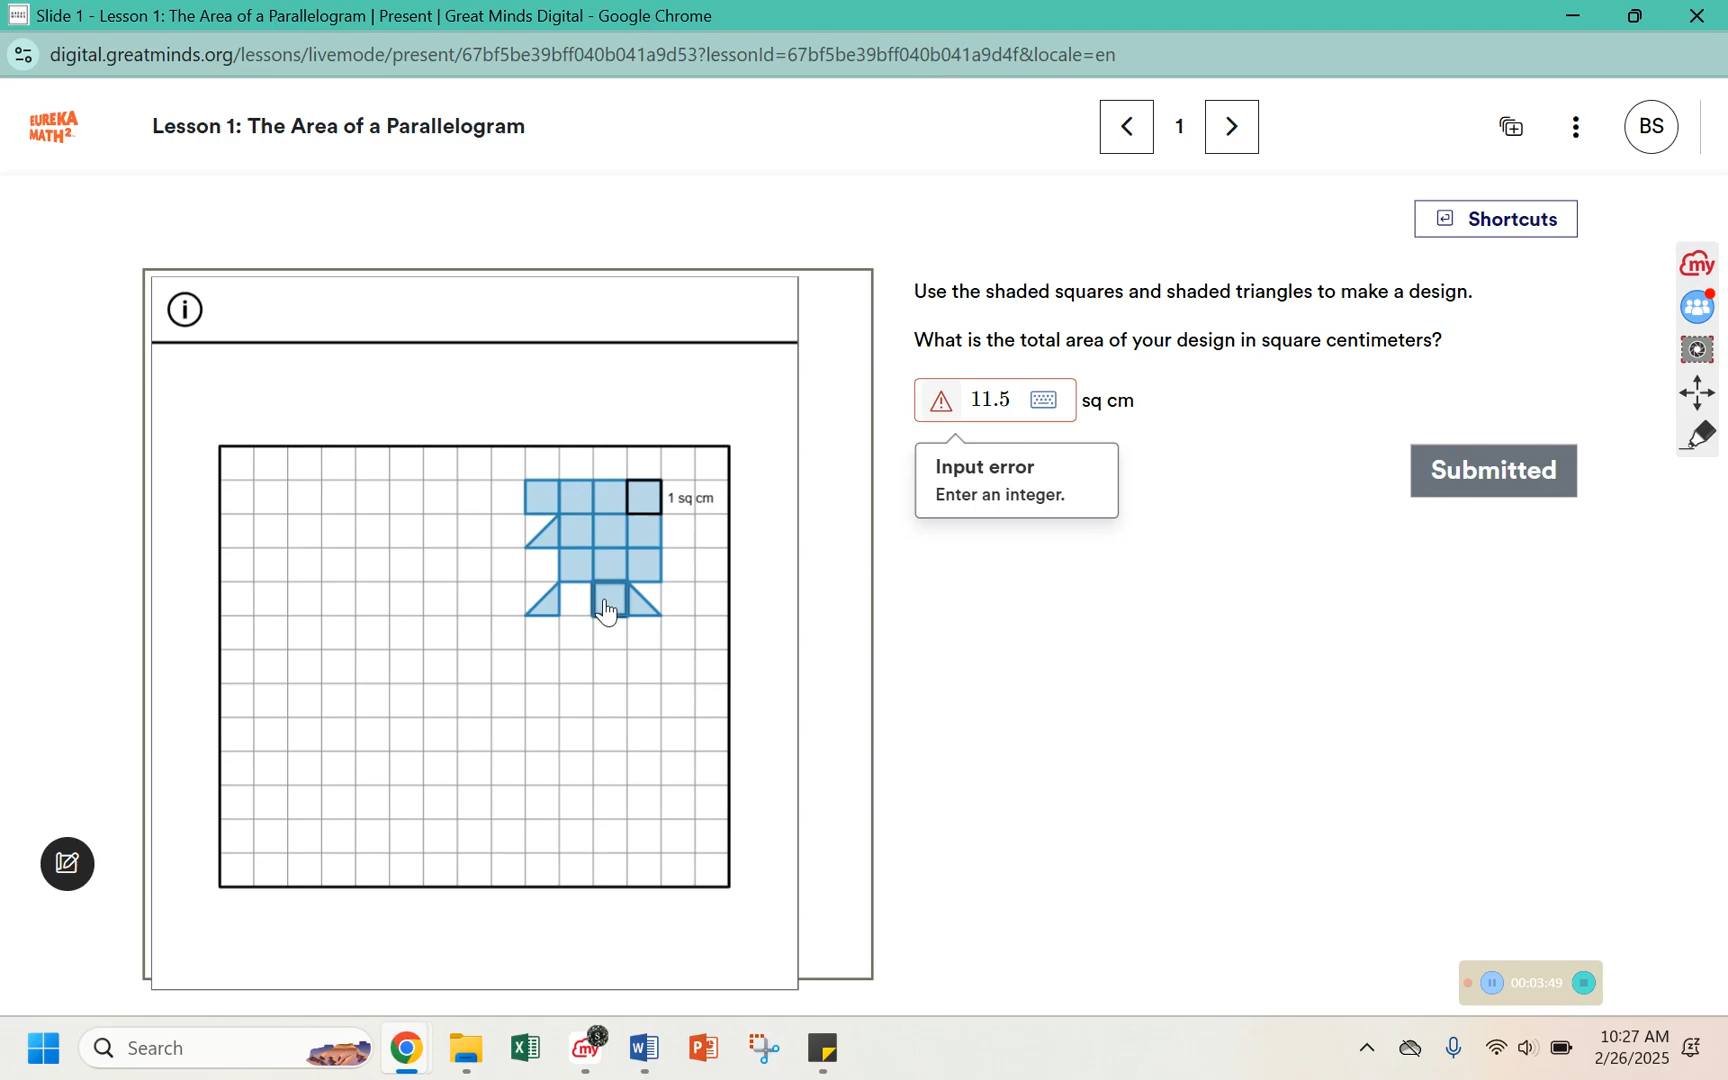 Slide 1 - Lesson 1: The Area of a Parallelogram | Present | Great Minds Digital - Google Chrome
digital.greatminds.org/lessons/livemode/present/67bf5be39bff040b041a9d53?lessonId=67bf5be39bff040b041a9d4f&locale=en
EUREKA
MATH²
Lesson 1: The Area of a Parallelogram
1
BS
Shortcuts
my
i
1 sq cm
Use the shaded squares and shaded triangles to make a design.
What is the total area of your design in square centimeters?
11.5 sq cm
Input error
Enter an integer.
Submitted
00:03:49
Search
my
S
10:27 AM
2/26/2025